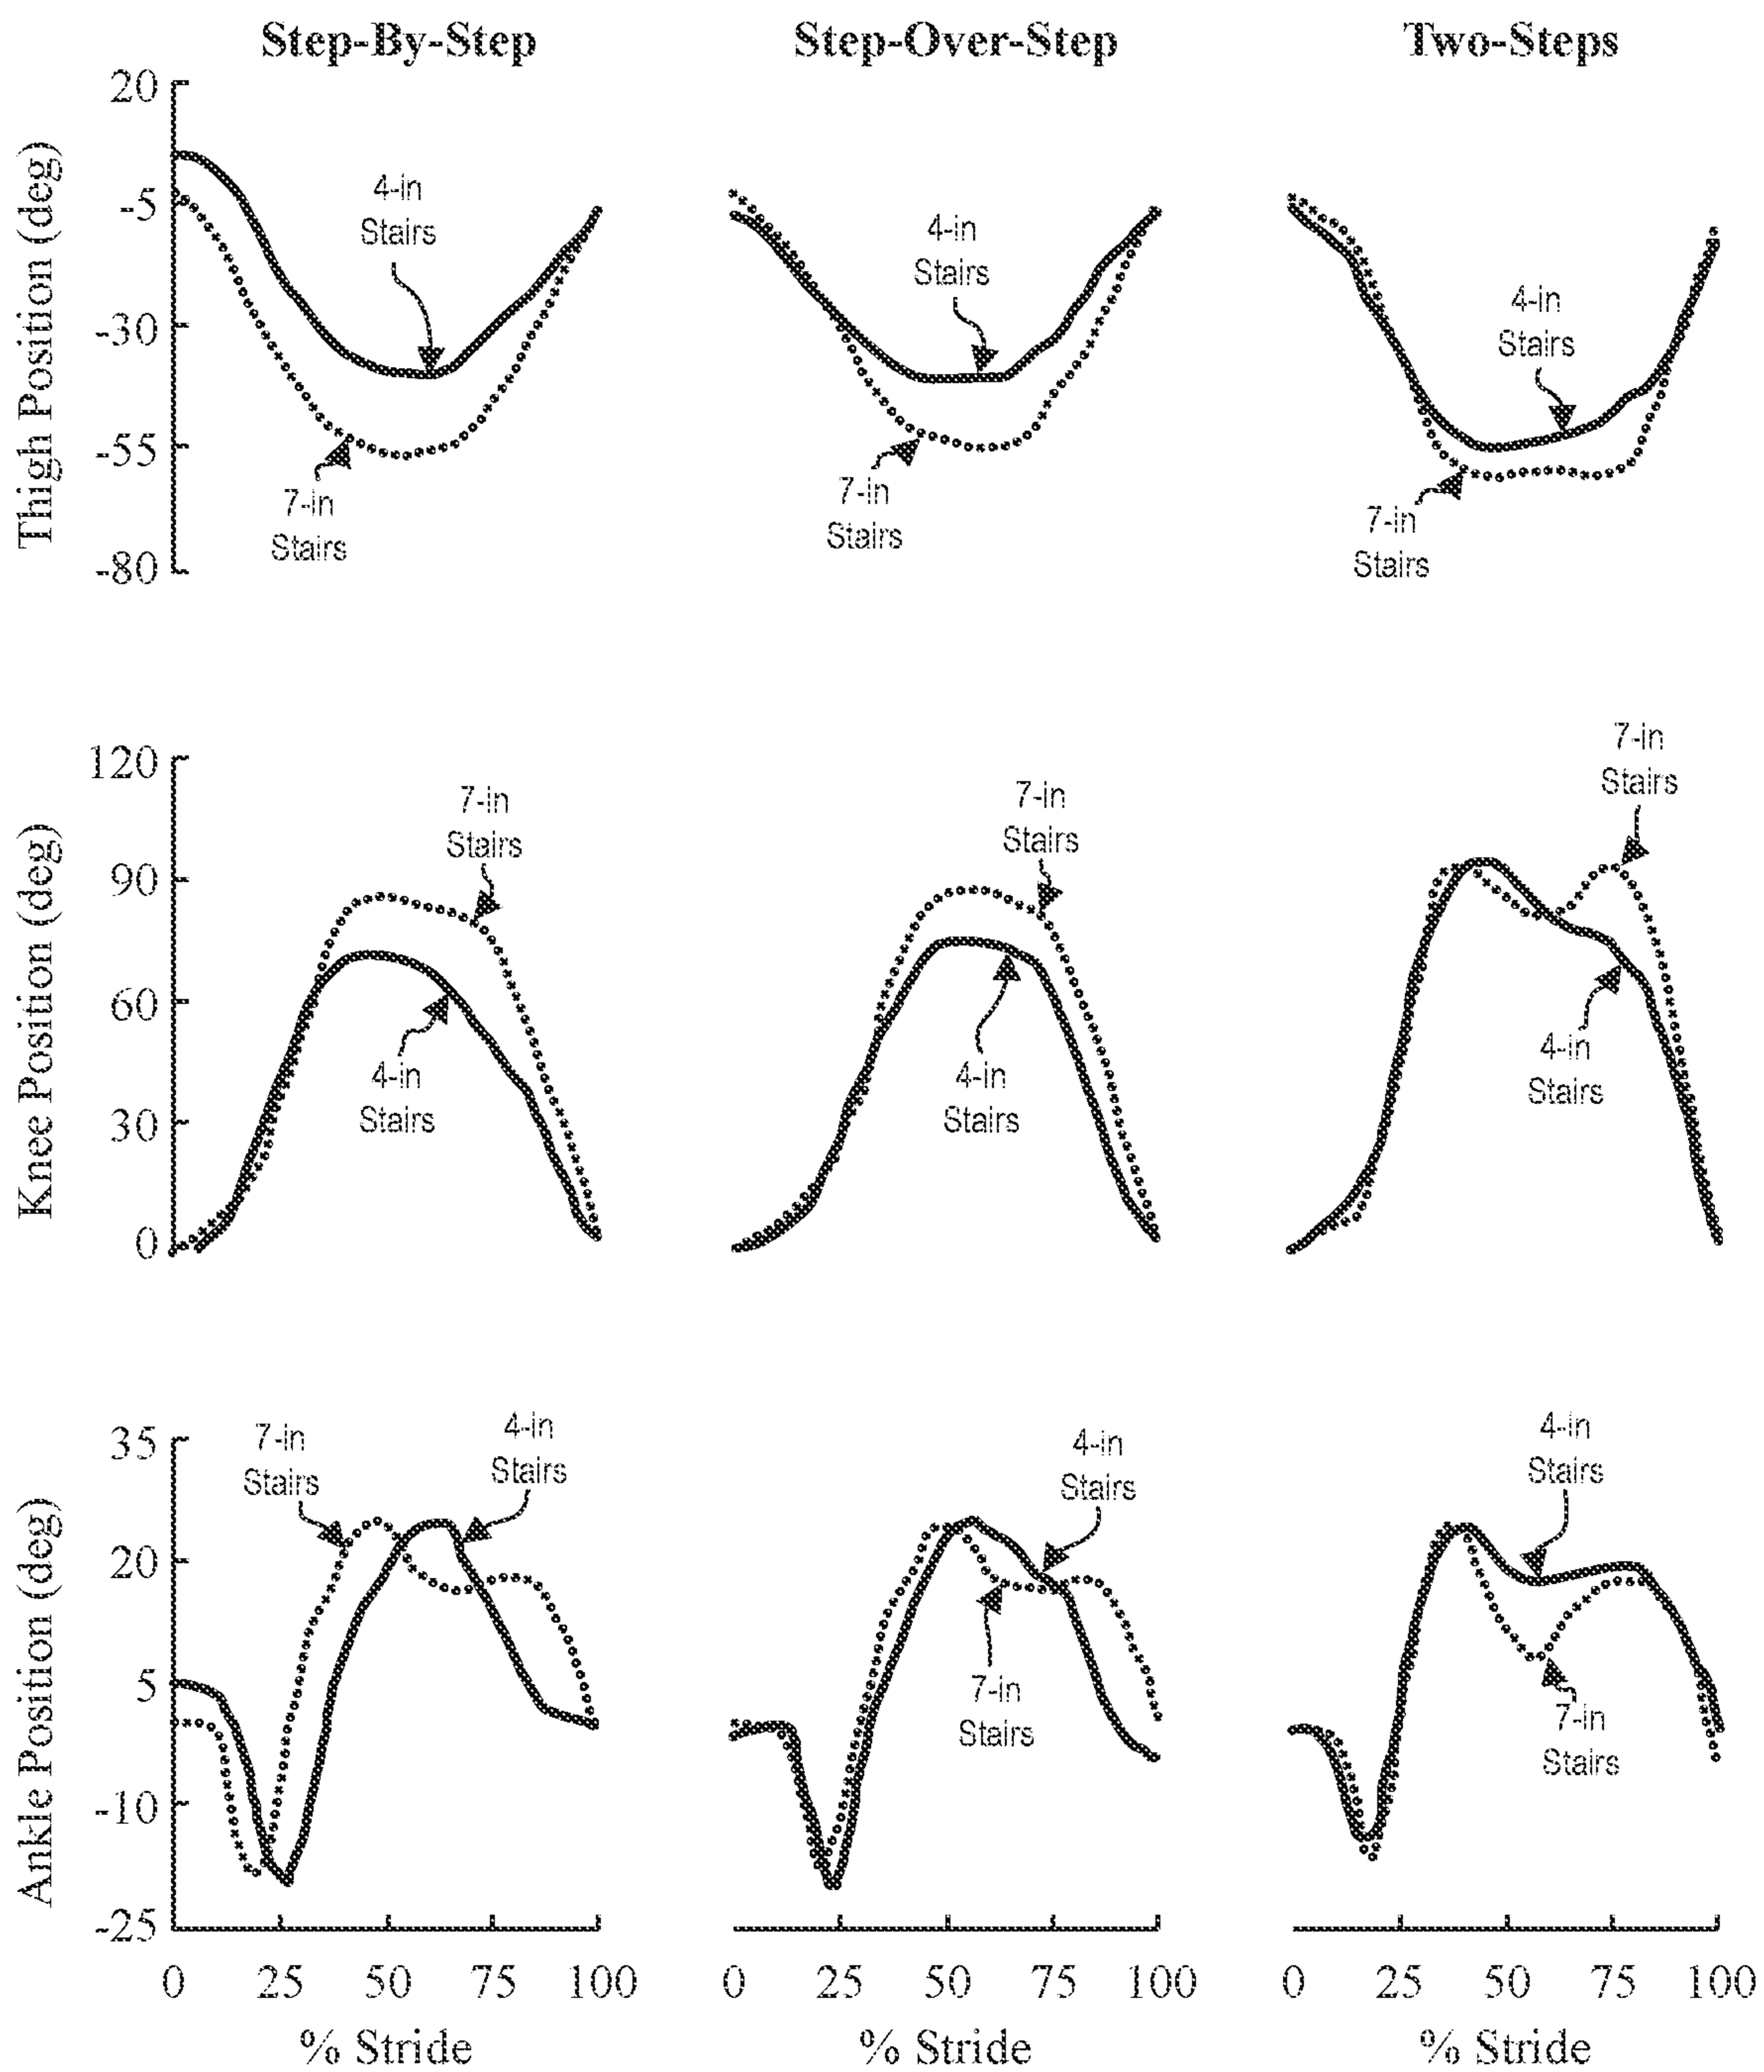 Step-By-Step
Step-Over-Step
Two-Steps
Thigh Position (deg)
20
-5
-30
-55
-80
4-in
Stairs
7-in
Stairs
4-in
Stairs
7-in
Stairs
4-in
Stairs
7-in
Stairs
Knee Position (deg)
120
90
60
30
0
7-in
Stairs
4-in
Stairs
7-in
Stairs
4-in
Stairs
7-in
Stairs
4-in
Stairs
Ankle Position (deg)
35
20
5
-10
-25
7-in
Stairs
4-in
Stairs
4-in
Stairs
7-in
Stairs
4-in
Stairs
7-in
Stairs
0 25 50 75 100
0 25 50 75 100
0 25 50 75 100
% Stride
% Stride
% Stride